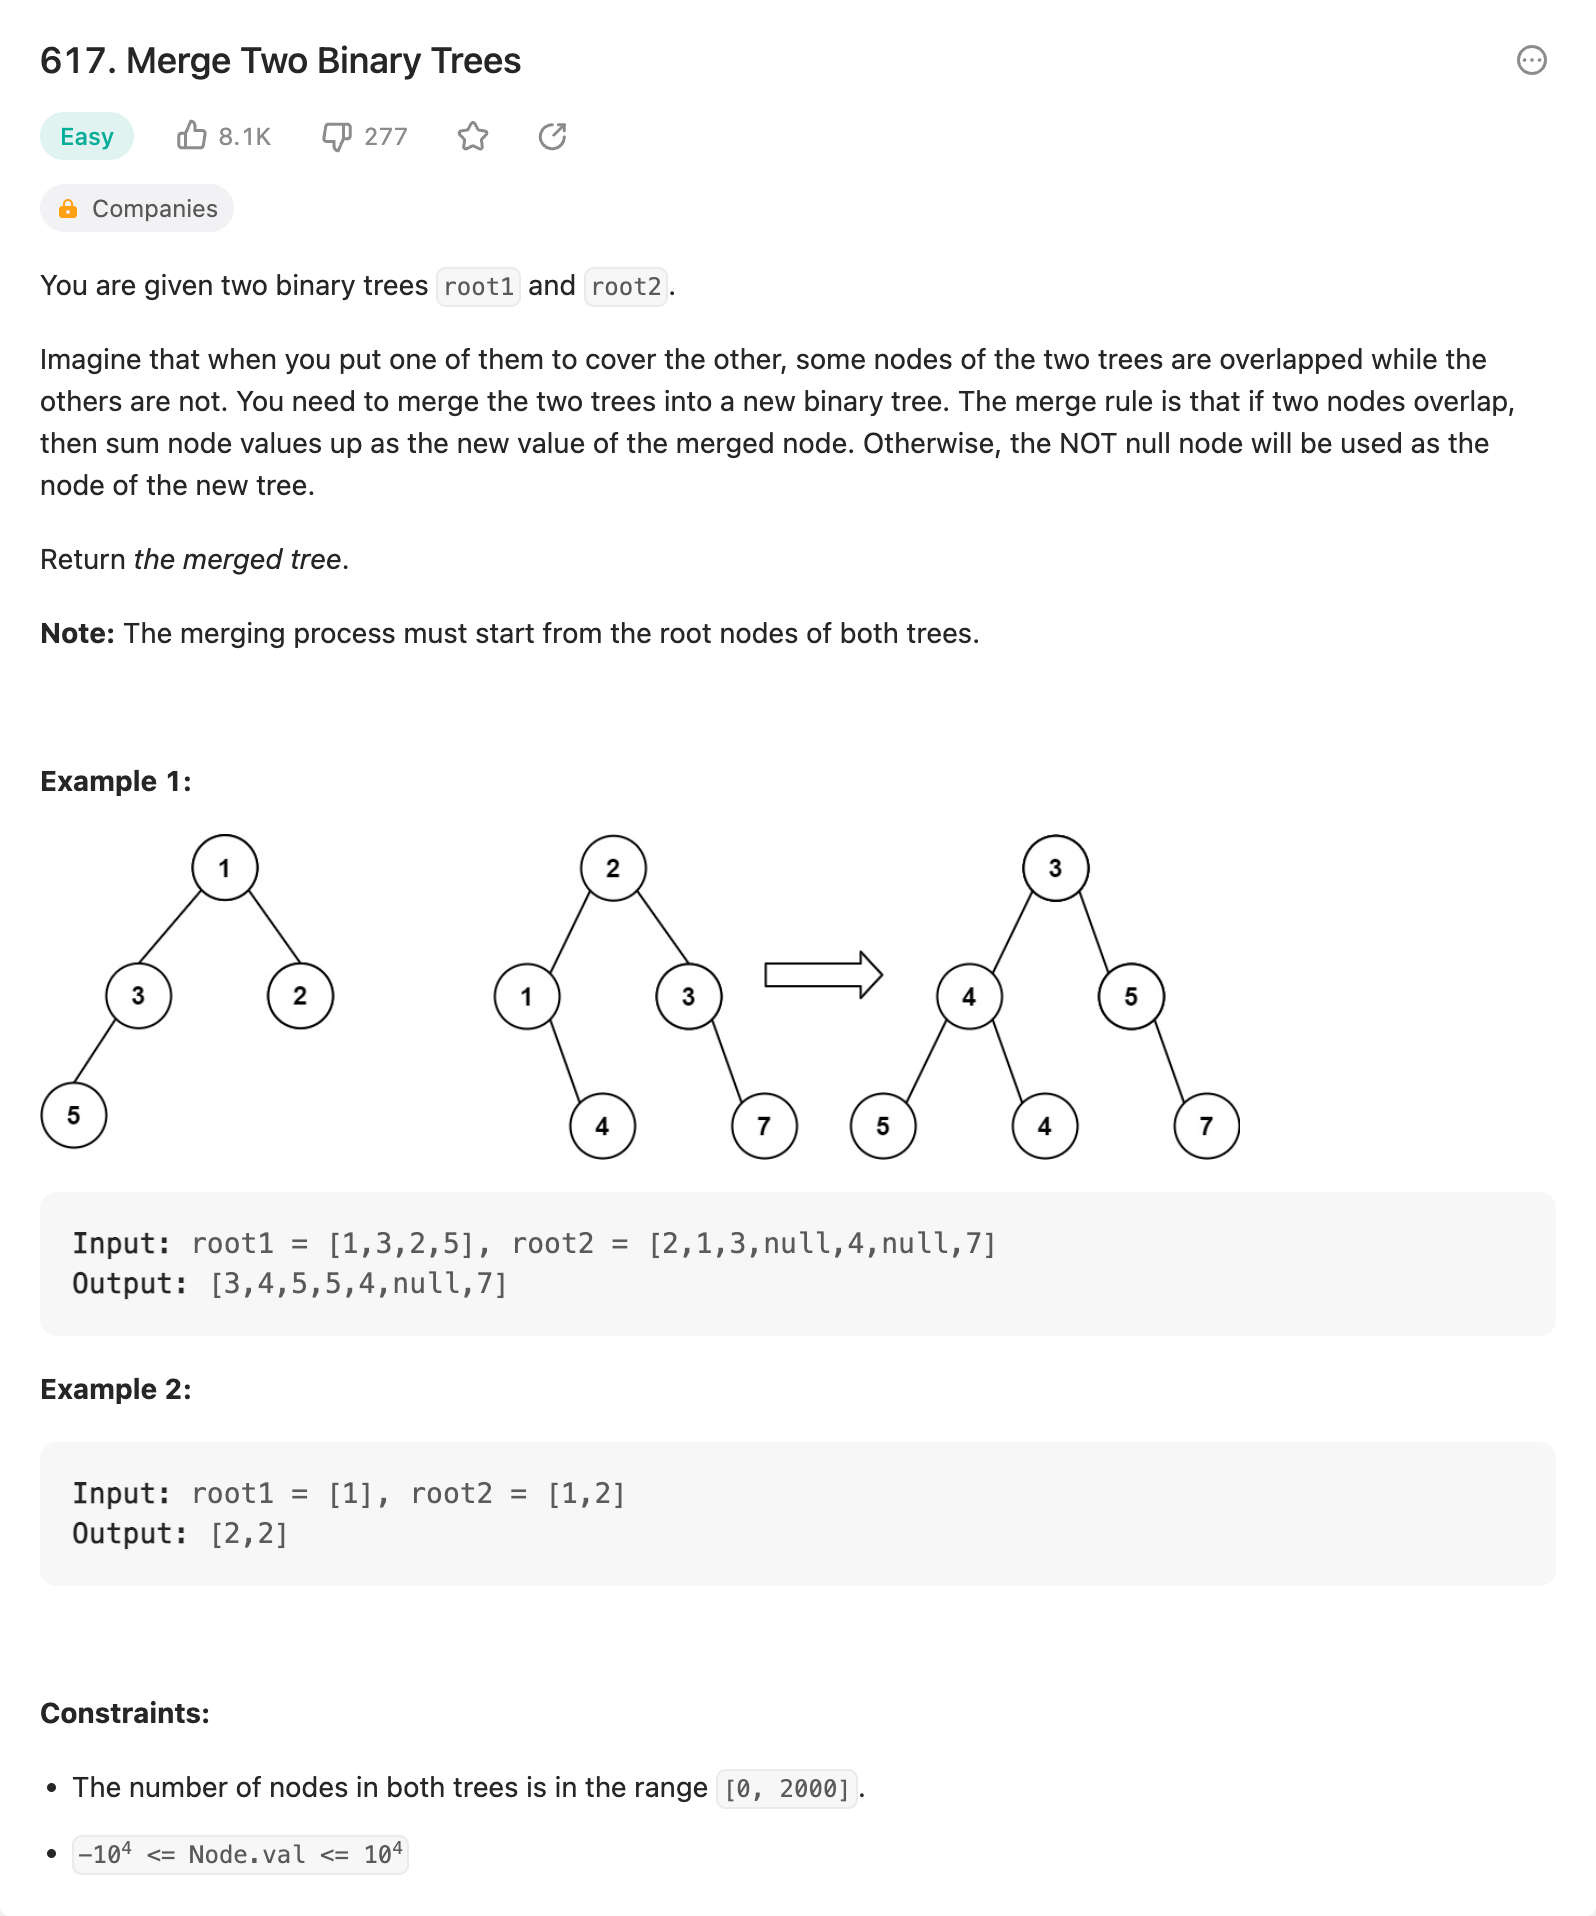 617. Merge Two Binary Trees
Easy 8.1K 277
Companies
You are given two binary trees root1 and root2.
Imagine that when you put one of them to cover the other, some nodes of the two trees are overlapped while the
others are not. You need to merge the two trees into a new binary tree. The merge rule is that if two nodes overlap,
then sum node values up as the new value of the merged node. Otherwise, the NOT null node will be used as the
node of the new tree.
Return the merged tree.
Note: The merging process must start from the root nodes of both trees.
Example 1:
1 2 3
3 2 1 3 4 5
5 4 7 5 4 7
Input: root1 = [1,3,2,5], root2 = [2,1,3,null,4,null,7]
Output: [3,4,5,5,4,null,7]
Example 2:
Input: root1 = [1], root2 = [1,2]
Output: [2,2]
Constraints:
• The number of nodes in both trees is in the range [0, 2000].
• -10⁴ <= Node.val <= 10⁴